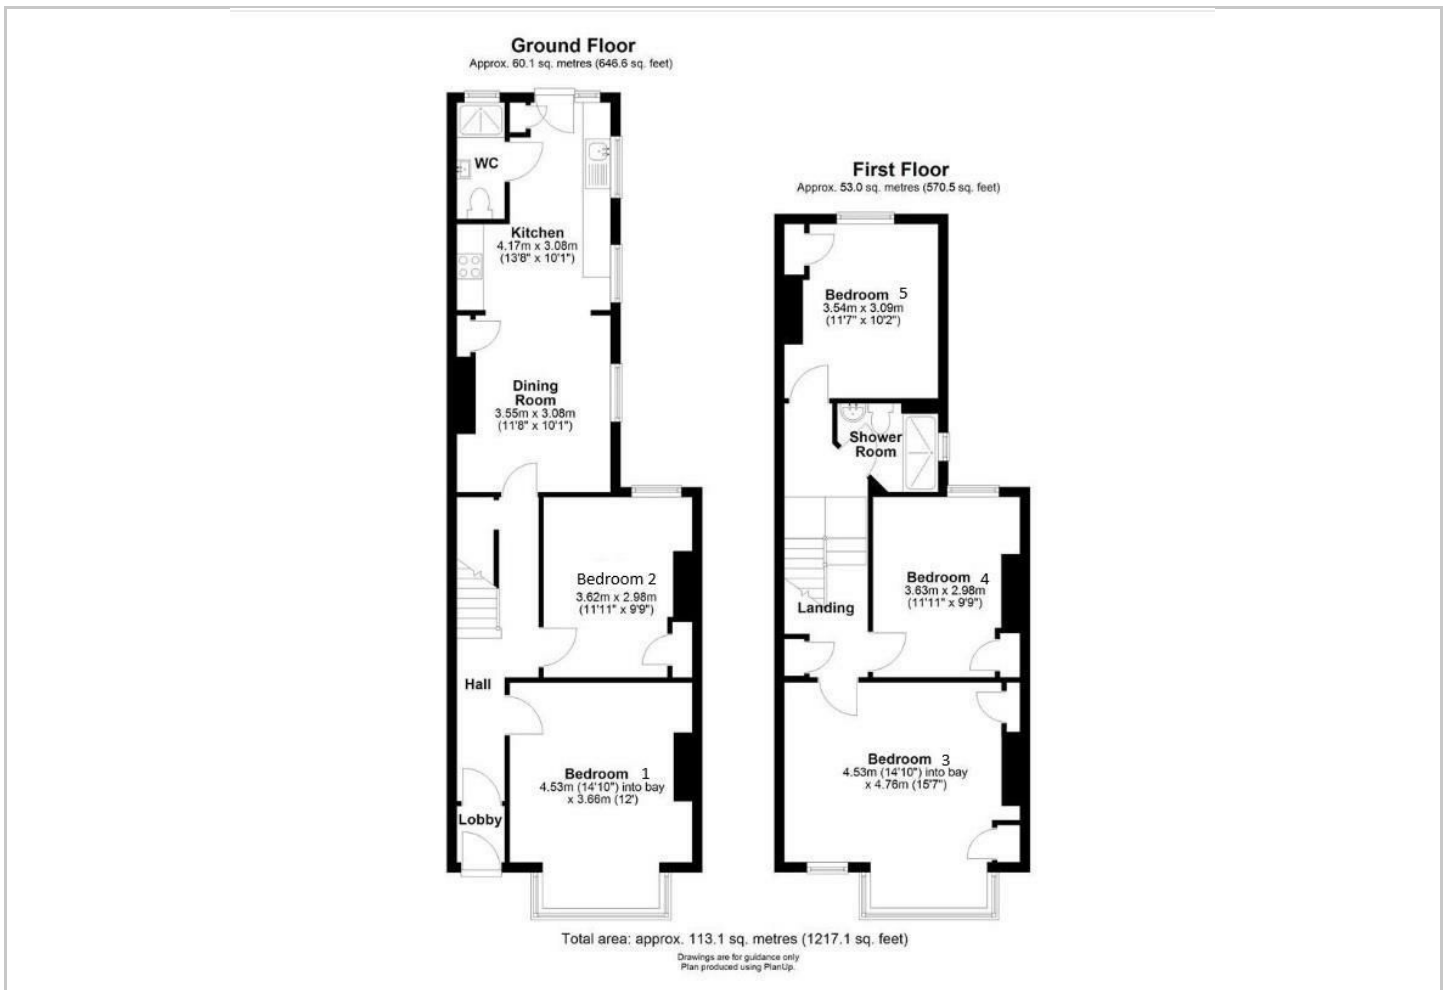 Ground Floor
Approx. 60.1 sq. metres (646.6 sq. feet)
WC
Kitchen
4.17m x 3.08m
(13'8" x 10'1")
Dining
Room
3.55m x 3.08m
(11'8" x 10'1")
Bedroom 2
3.62m x 2.98m
(11'11" x 9'9")
Hall
Bedroom 1
4.53m (14'10") into bay
x 3.66m (12')
Lobby
First Floor
Approx. 53.0 sq. metres (570.5 sq. feet)
Bedroom 5
3.54m x 3.09m
(11'7" x 10'2")
Shower
Room
Bedroom 4
3.63m x 2.98m
(11'11" x 9'9")
Landing
Bedroom 3
4.53m (14'10") into bay
x 4.76m (15'7")
Total area: approx. 113.1 sq. metres (1217.1 sq. feet)
Drawings are for guidance only
Plan produced using PlanUp.